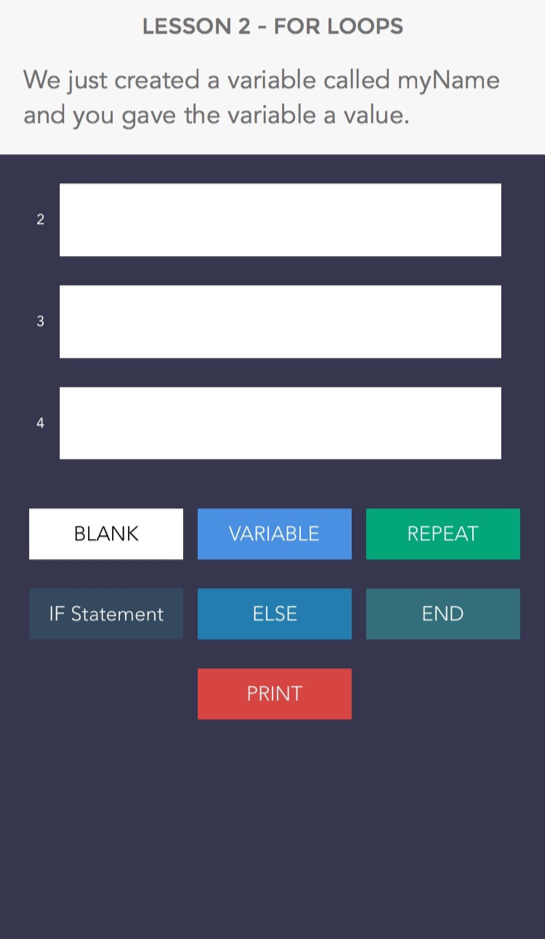 LESSON 2 - FOR LOOPS
We just created a variable called myName
and you gave the variable a value.
2
3
4
BLANK
VARIABLE
REPEAT
IF Statement
ELSE
END
PRINT